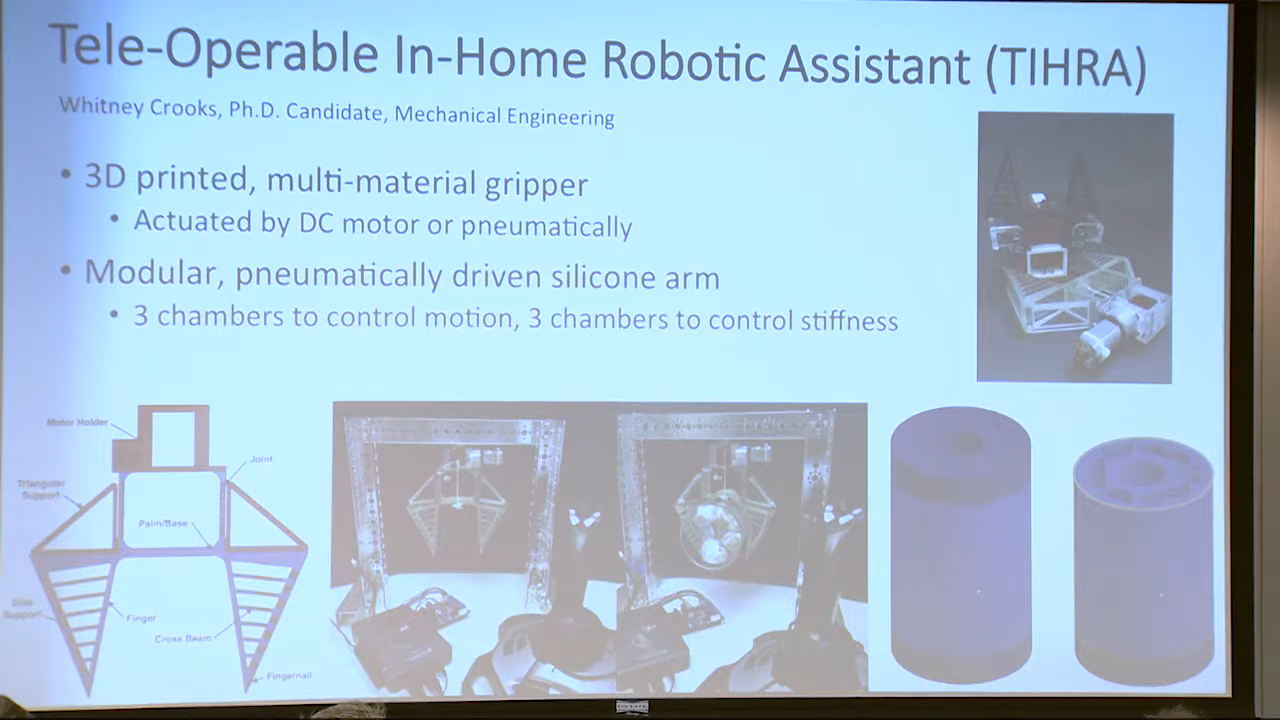 Tele-Operable In-Home Robotic Assistant (TIHRA)
Whitney Crooks, Ph.D. Candidate, Mechanical Engineering
• 3D printed, multi-material gripper
• Actuated by DC motor or pneumatically
• Modular, pneumatically driven silicone arm
• 3 chambers to control motion, 3 chambers to control stiffness
Motor Holder
Joint
Triangular
Support
Palm/Base
Side
Support
Finger
Cross Beam
Fingernail